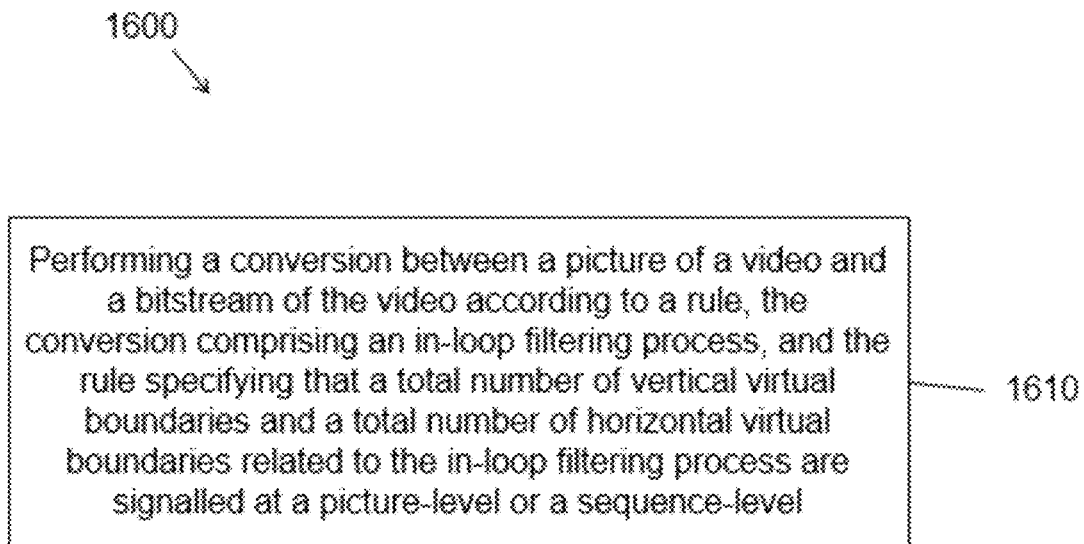 1600
Performing a conversion between a picture of a video and
a bitstream of the video according to a rule, the
conversion comprising an in-loop filtering process, and the
rule specifying that a total number of vertical virtual
boundaries and a total number of horizontal virtual
boundaries related to the in-loop filtering process are
signalled at a picture-level or a sequence-level
1610